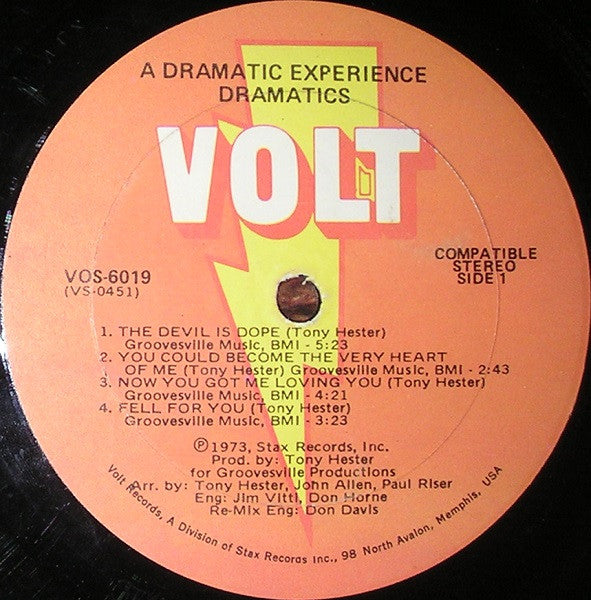 A DRAMATIC EXPERIENCE
DRAMATICS
VOLT
VOS-6019
(VS-0451)
COMPATIBLE
STEREO
SIDE 1
1. THE DEVIL IS DOPE (Tony Hester)
Groovesville Music, BMI - 5:23
2. YOU COULD BECOME THE VERY HEART
OF ME (Tony Hester) Groovesville Music, BMI - 2:43
3. NOW YOU GOT ME LOVING YOU (Tony Hester)
Groovesville Music, BMI - 4:21
4. FELL FOR YOU (Tony Hester)
Groovesville Music, BMI - 3:23
℗1973, Stax Records, Inc.
Prod. by: Tony Hester
for Groovesville Productions
Arr. by: Tony Hester, John Allen, Paul Riser
Eng: Jim Vitti, Don Horne
Re-Mix Eng: Don Davis
Volt Records, A Division of Stax Records Inc., 98 North Avalon, Memphis, USA